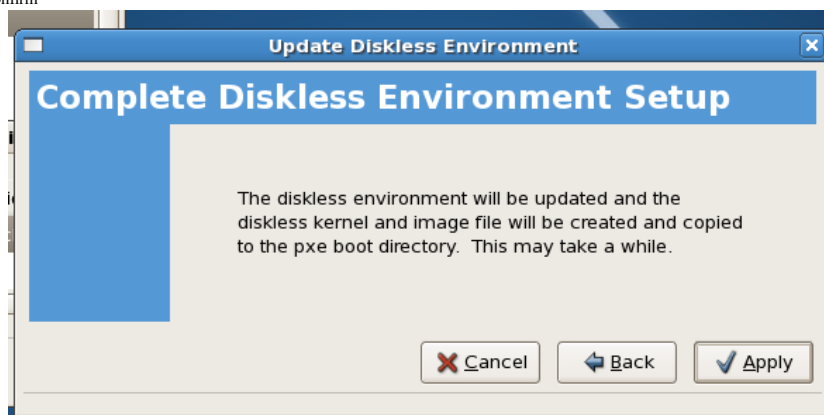 Update Diskless Environment
Complete Diskless Environment Setup
The diskless environment will be updated and the
diskless kernel and image file will be created and copied
to the pxe boot directory.  This may take a while.
Cancel
Back
Apply